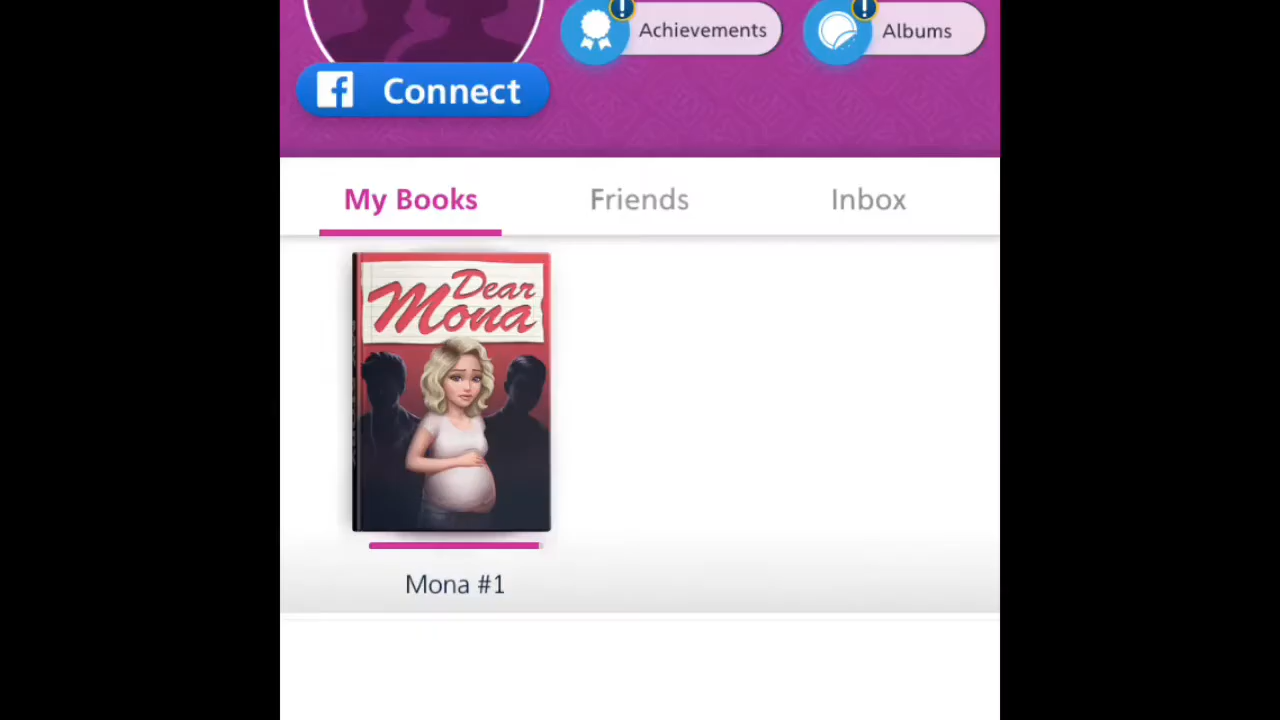 Achievements
Albums
Connect
My Books
Friends
Inbox
Dear
Mona
Mona #1